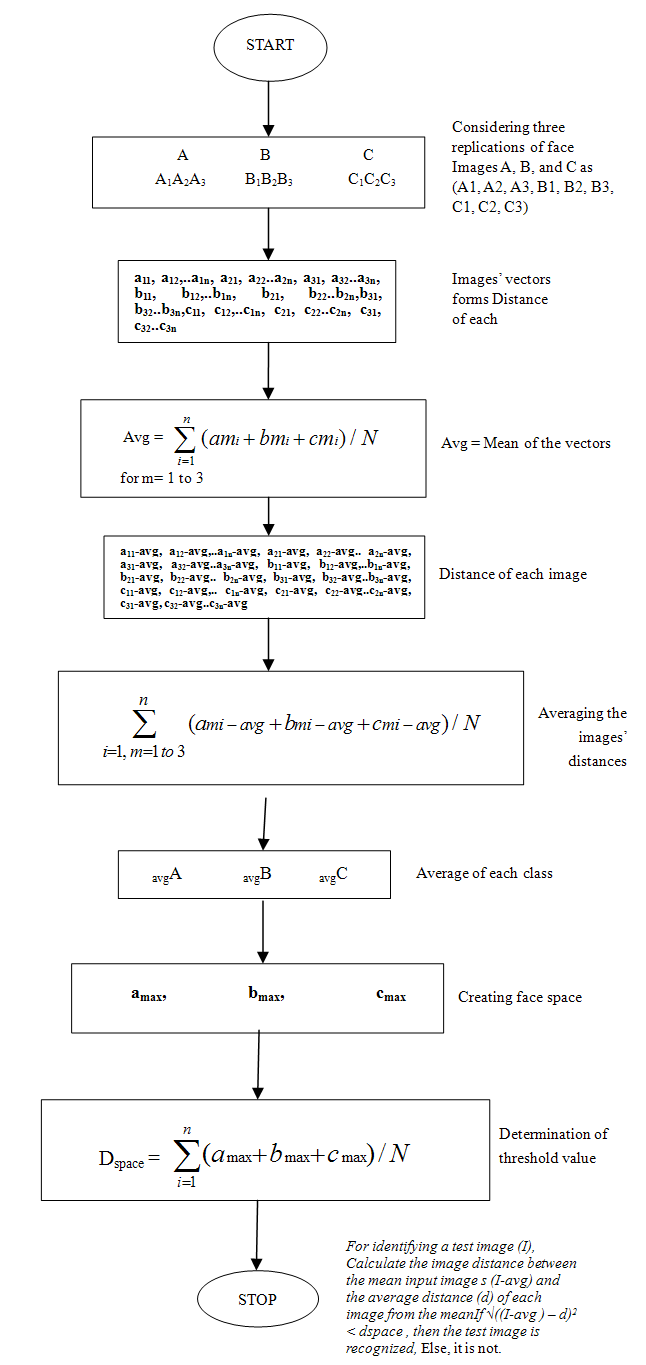 START
A B C
A₁A₂A₃ B₁B₂B₃ C₁C₂C₃
Considering three
replications of face
Images A, B, and C as
(A1, A2, A3, B1, B2, B3,
C1, C2, C3)
a₁₁, a₁₂,..a₁ₙ, a₂₁, a₂₂..a₂ₙ, a₃₁, a₃₂..a₃ₙ,
b₁₁, b₁₂,..b₁ₙ, b₂₁, b₂₂..b₂ₙ,b₃₁,
b₃₂..b₃ₙ,c₁₁, c₁₂,..c₁ₙ, c₂₁, c₂₂..c₂ₙ, c₃₁,
c₃₂..c₃ₙ
Images' vectors
forms Distance
of each
n
Avg = ∑ (ami + bmi + cmi) / N
i=1
for m= 1 to 3
Avg = Mean of the vectors
a₁₁-avg, a₁₂-avg,..a₁ₙ-avg, a₂₁-avg, a₂₂-avg.. a₂ₙ-avg,
a₃₁-avg, a₃₂-avg..a₃ₙ-avg, b₁₁-avg, b₁₂-avg,..b₁ₙ-avg,
b₂₁-avg, b₂₂-avg.. b₂ₙ-avg, b₃₁-avg, b₃₂-avg..b₃ₙ-avg,
c₁₁-avg, c₁₂-avg,.. c₁ₙ-avg, c₂₁-avg, c₂₂-avg..c₂ₙ-avg,
c₃₁-avg, c₃₂-avg..c₃ₙ-avg
Distance of each image
n
∑ (ami – avg + bmi – avg + cmi – avg) / N
i=1, m=1 to 3
Averaging the
images'
distances
avgA avgB avgC
Average of each class
amax, bmax, cmax
Creating face space
n
Dspace = ∑(amax+bmax+c max) / N
i=1
Determination of
threshold value
STOP
For identifying a test image (I),
Calculate the image distance between
the mean input image s (I-avg) and
the average distance (d) of each
image from the meanIf √((I-avg ) – d)²
< dspace , then the test image is
recognized, Else, it is not.